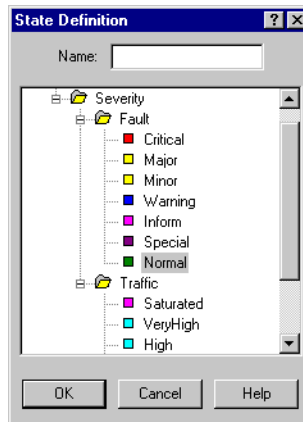 State Definition
Name:
Severity
Fault
Critical
Major
Minor
Warning
Inform
Special
Normal
Traffic
Saturated
VeryHigh
High
OK Cancel Help